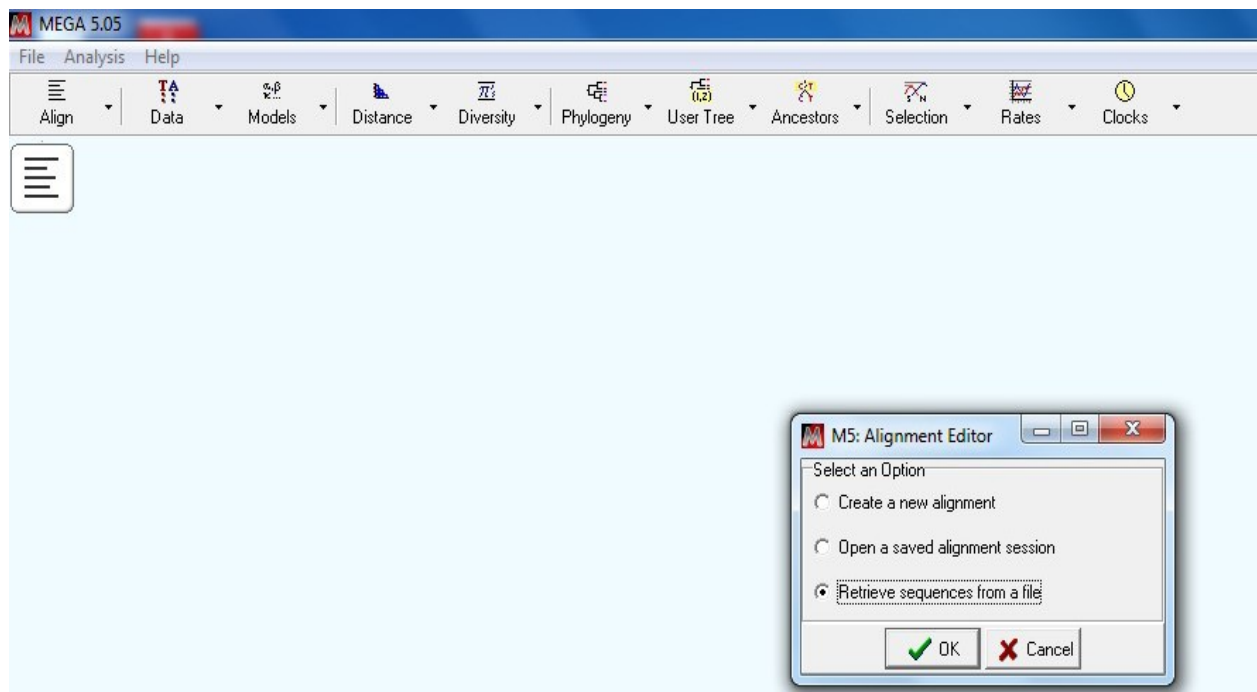 MEGA 5.05
File Analysis Help
Align Data Models Distance Diversity Phylogeny User Tree Ancestors Selection Rates Clocks
M5: Alignment Editor
Select an Option
Create a new alignment
Open a saved alignment session
Retrieve sequences from a file
OK Cancel